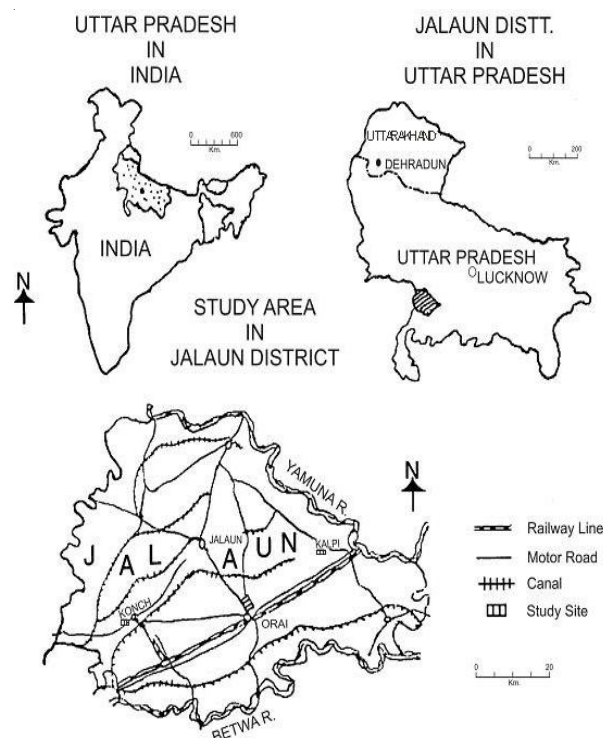 UTTAR PRADESH
IN
INDIA
JALAUN DISTT.
IN
UTTAR PRADESH
0 600
Km.
UTTARAKHAND
DEHRADUN
0 200
Km.
INDIA
UTTAR PRADESH
LUCKNOW
N
STUDY AREA
IN
JALAUN DISTRICT
YAMUNA R.
N
JALAUN
JALAUN
KALPI
KONCH
ORAI
BETWA R.
Railway Line
Motor Road
Canal
Study Site
0 20
Km.